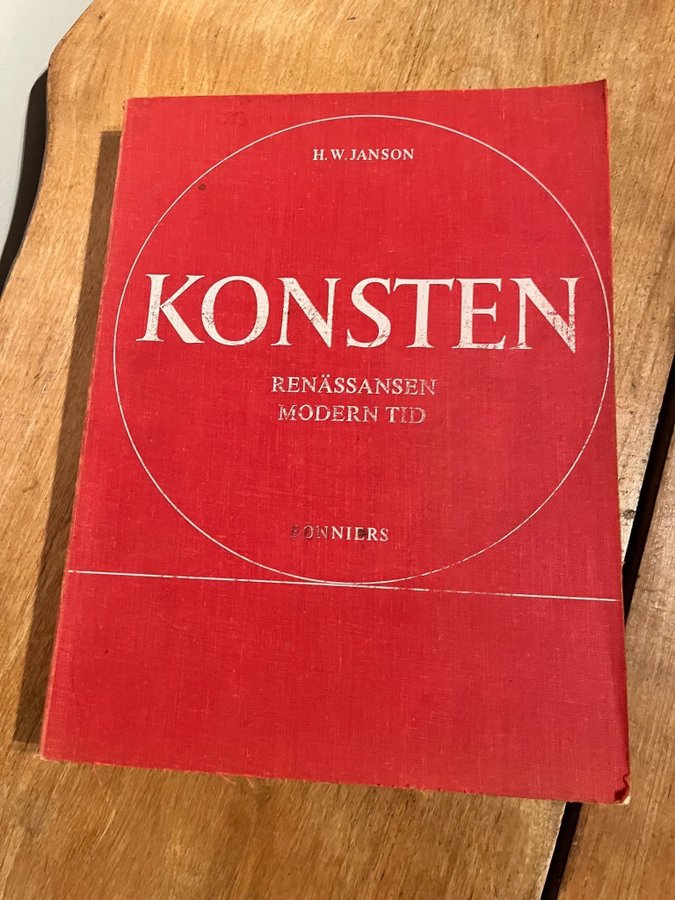 H. W. JANSON
KONSTEN
RENÄSSANSEN
MODERN TID
BONNIERS